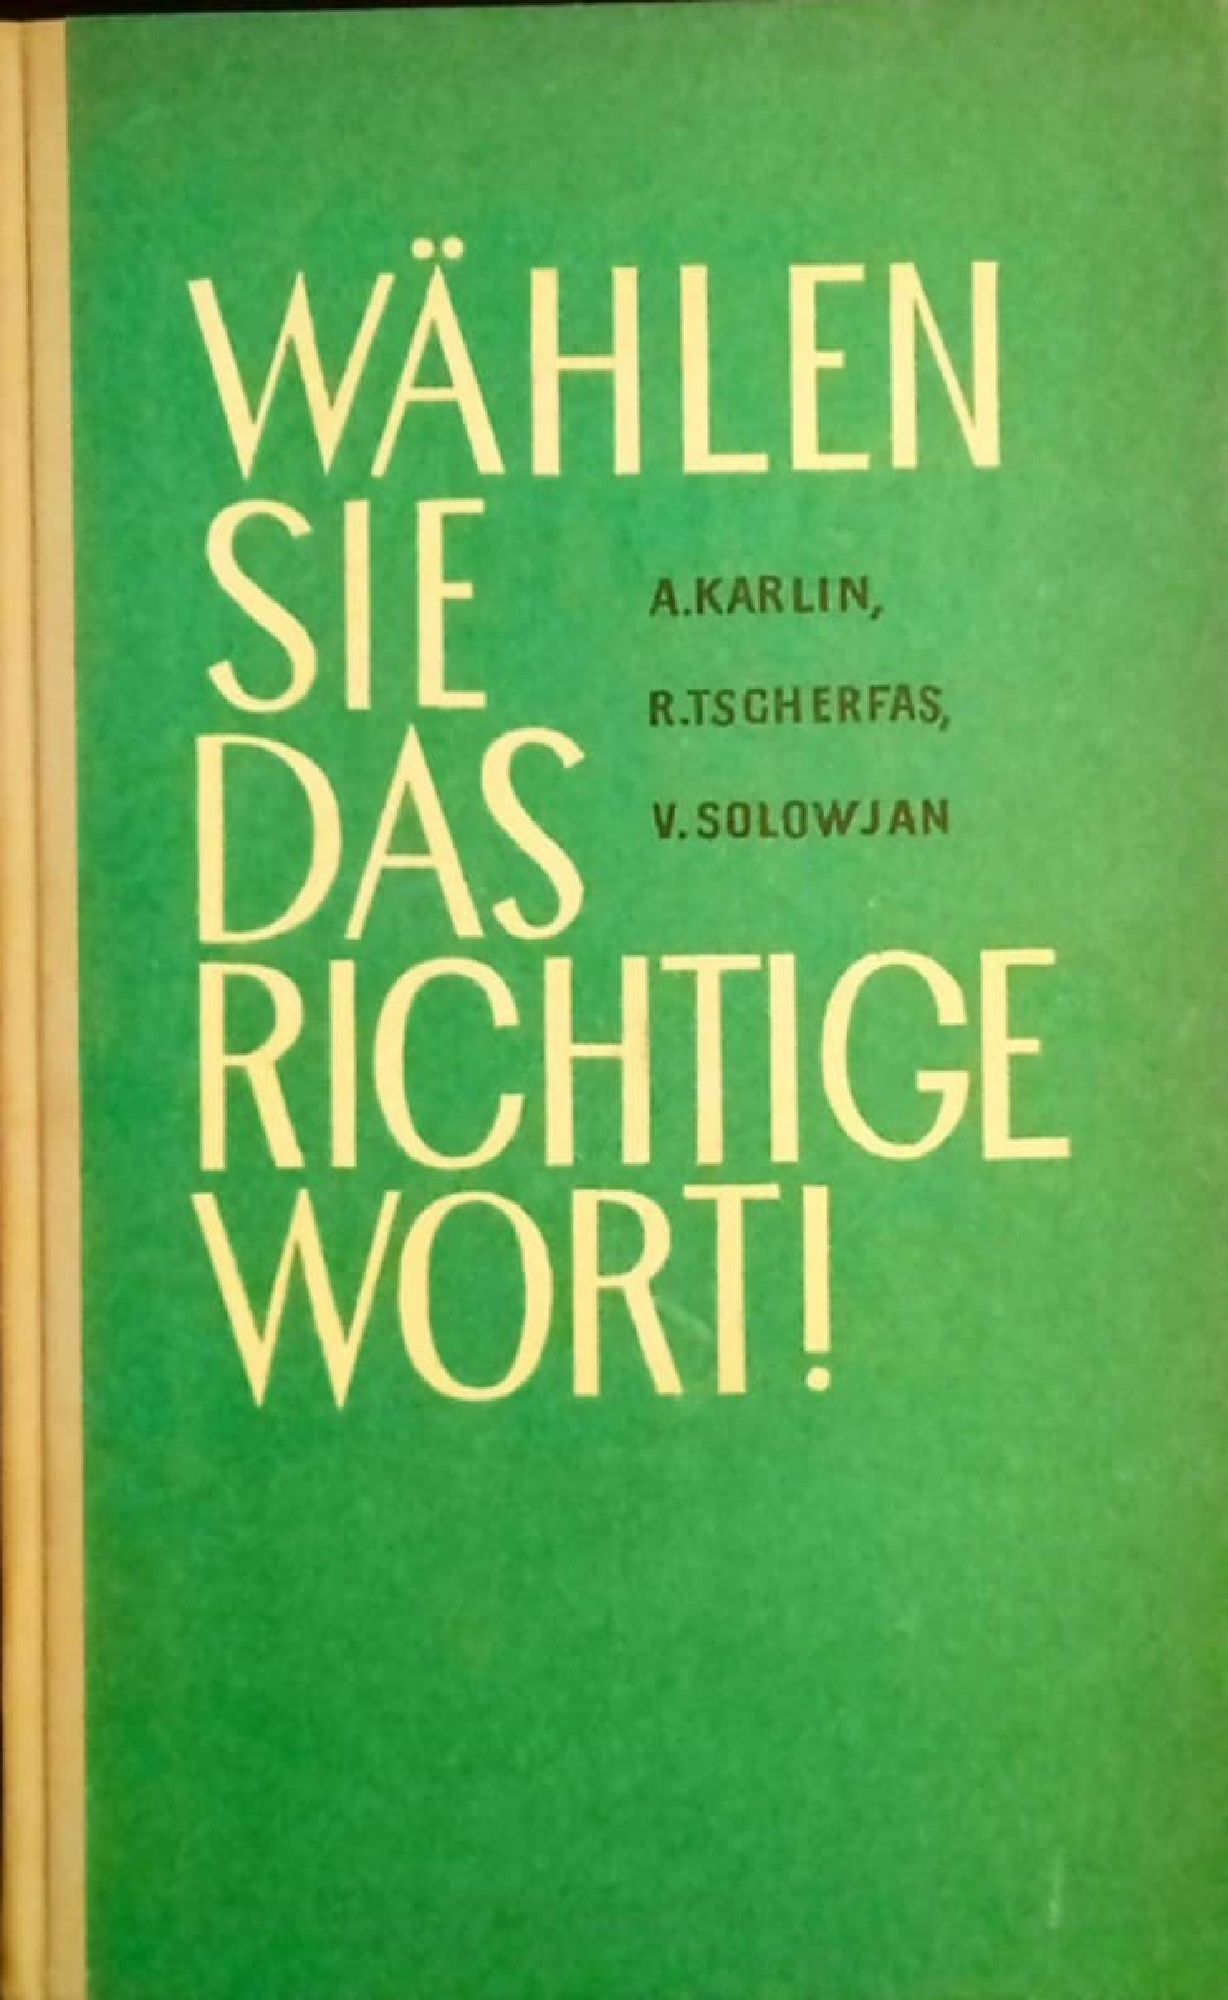 WÄHLEN
SIE
DAS
RICHTIGE
WORT!
A.KARLIN,
R.TSCHERFAS,
V.SOLOWJAN